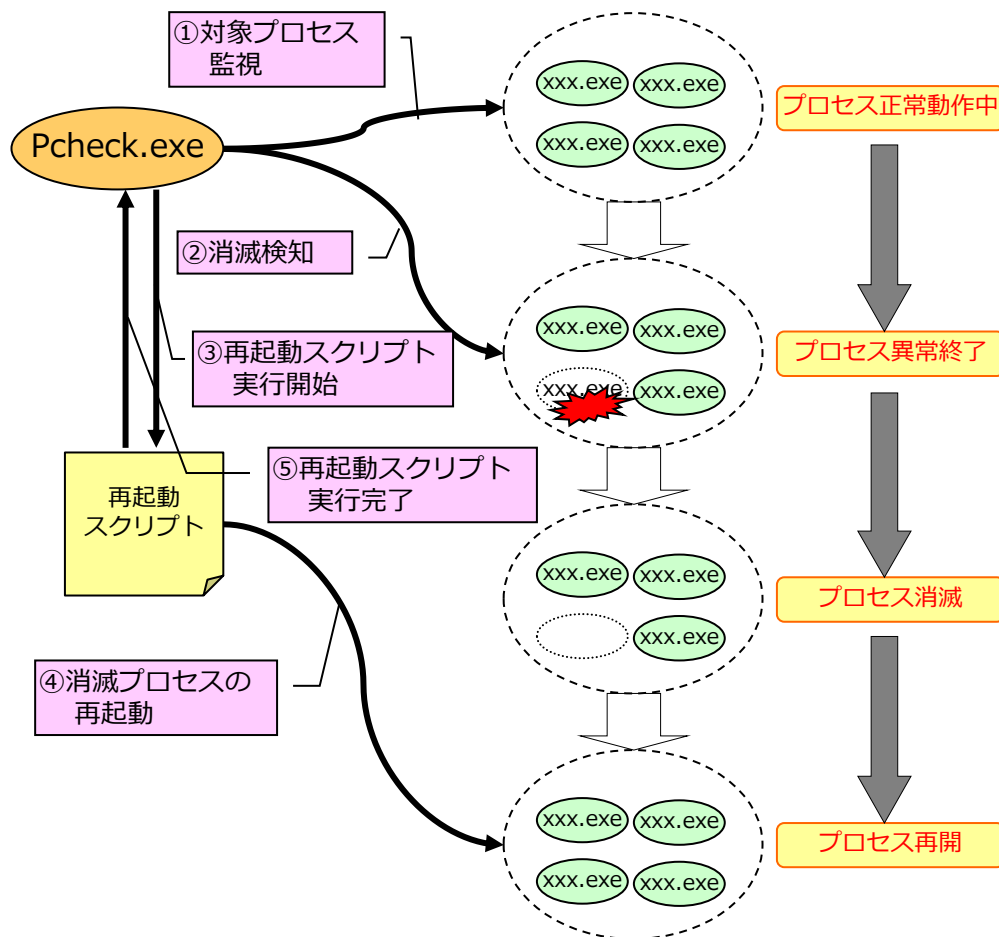 ①対象プロセス
監視
xxx.exe xxx.exe
xxx.exe xxx.exe
プロセス正常動作中
Pcheck.exe
②消滅検知
xxx.exe xxx.exe
xxx.exe xxx.exe
プロセス異常終了
③再起動スクリプト
実行開始
⑤再起動スクリプト
実行完了
再起動
スクリプト
xxx.exe xxx.exe
xxx.exe
プロセス消滅
④消滅プロセスの
再起動
xxx.exe xxx.exe
xxx.exe xxx.exe
プロセス再開